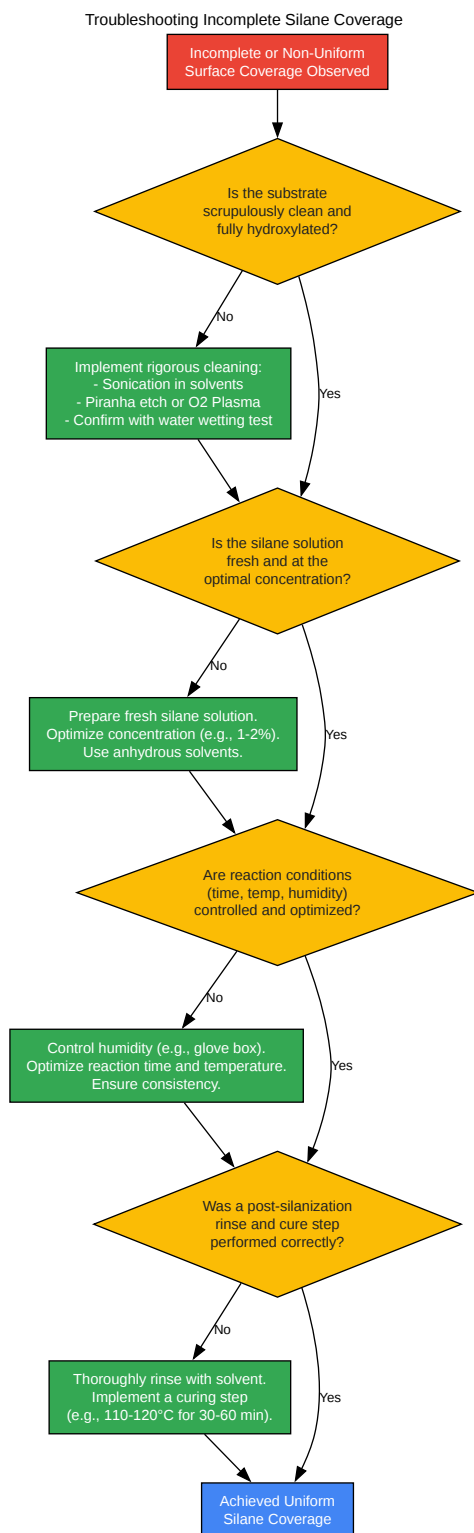 Troubleshooting Incomplete Silane Coverage
Incomplete or Non-Uniform
Surface Coverage Observed
Is the substrate
scrupulously clean and
fully hydroxylated?
No
Yes
Implement rigorous cleaning:
- Sonication in solvents
- Piranha etch or O2 Plasma
- Confirm with water wetting test
Is the silane solution
fresh and at the
optimal concentration?
No
Yes
Prepare fresh silane solution.
Optimize concentration (e.g., 1-2%).
Use anhydrous solvents.
Are reaction conditions
(time, temp, humidity)
controlled and optimized?
No
Yes
Control humidity (e.g., glove box).
Optimize reaction time and temperature.
Ensure consistency.
Was a post-silanization
rinse and cure step
performed correctly?
No
Yes
Thoroughly rinse with solvent.
Implement a curing step
(e.g., 110-120°C for 30-60 min).
Achieved Uniform
Silane Coverage